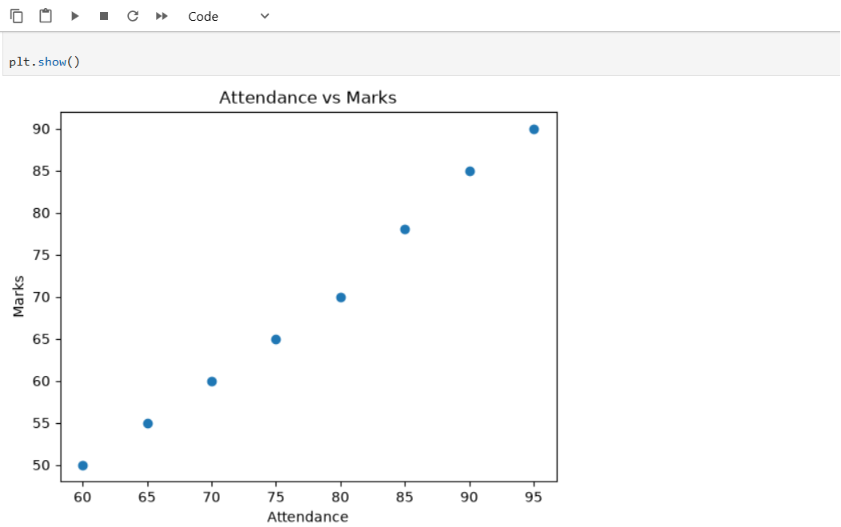 Code
plt.show()
Attendance vs Marks
90
85
80
75
70
65
60
55
50
Marks
60 65 70 75 80 85 90 95
Attendance